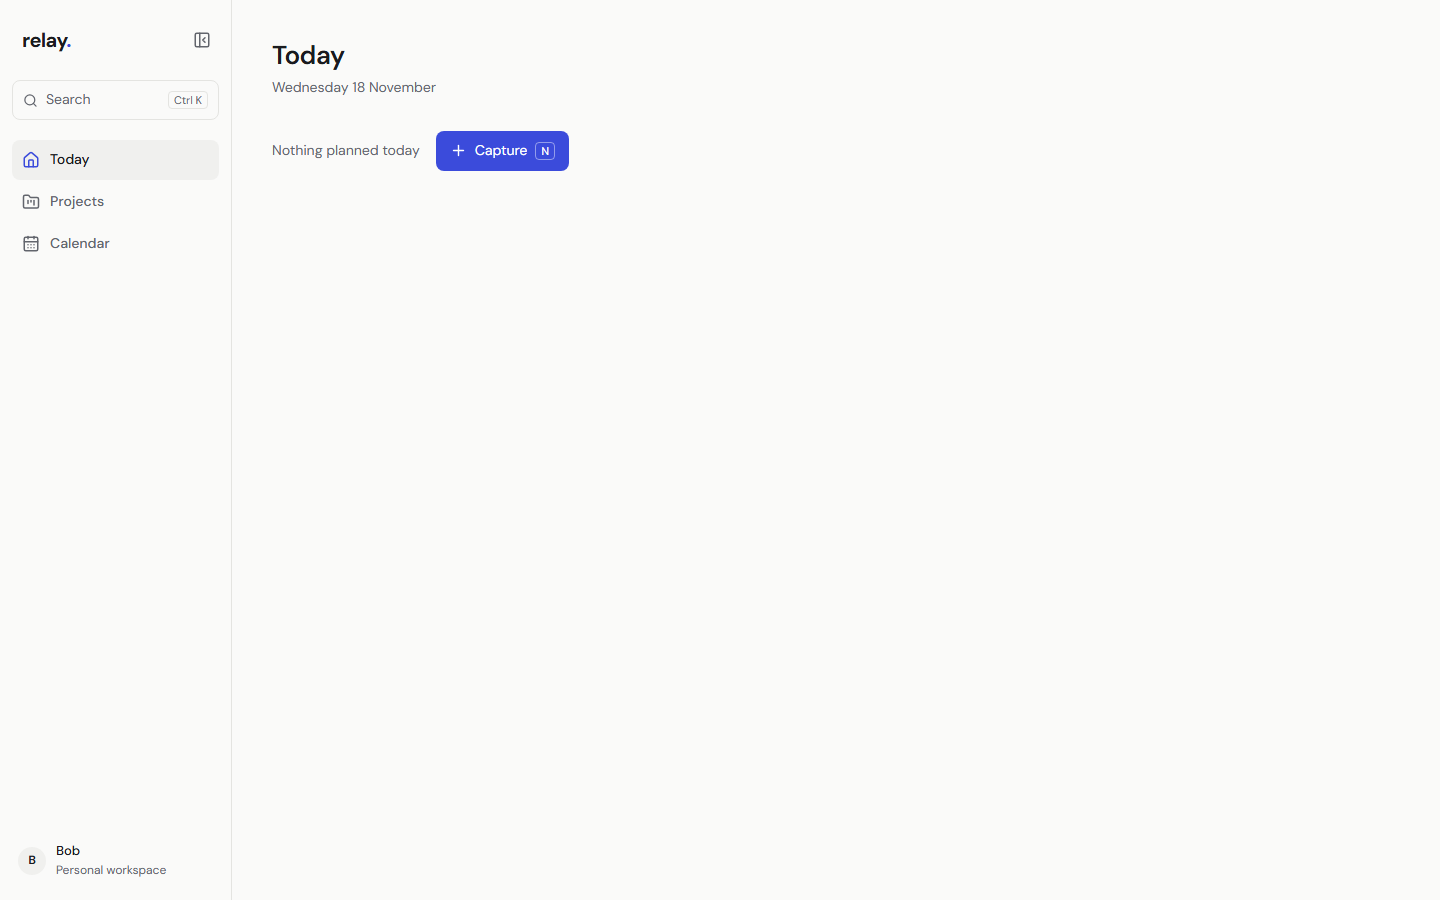 relay.
Search Ctrl K
Today
Projects
Calendar
Bob
B
Personal workspace
Today
Wednesday 18 November
Nothing planned today
Capture N